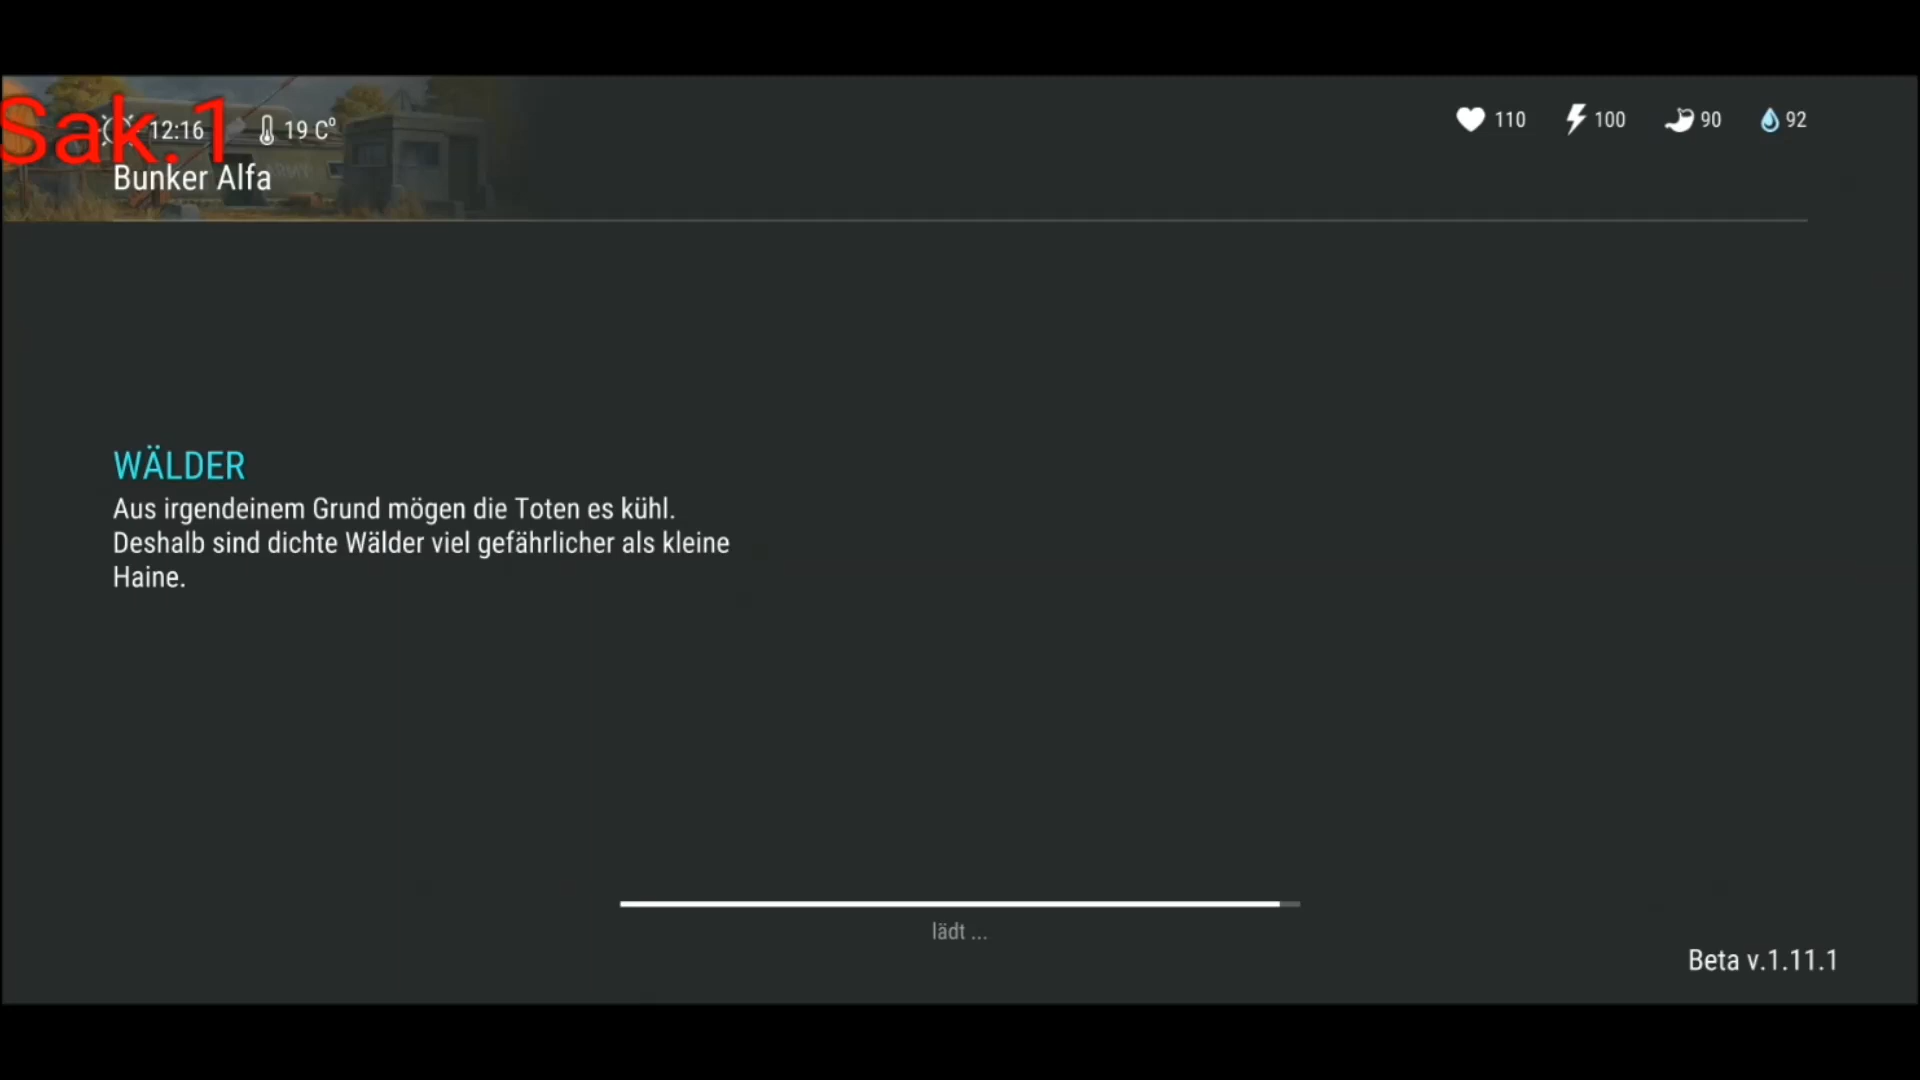 Sak.1
12:16 19 C°
110 100 90 92
Bunker Alfa
WÄLDER
Aus irgendeinem Grund mögen die Toten es kühl.
Deshalb sind dichte Wälder viel gefährlicher als kleine
Haine.
lädt ...
Beta v.1.11.1